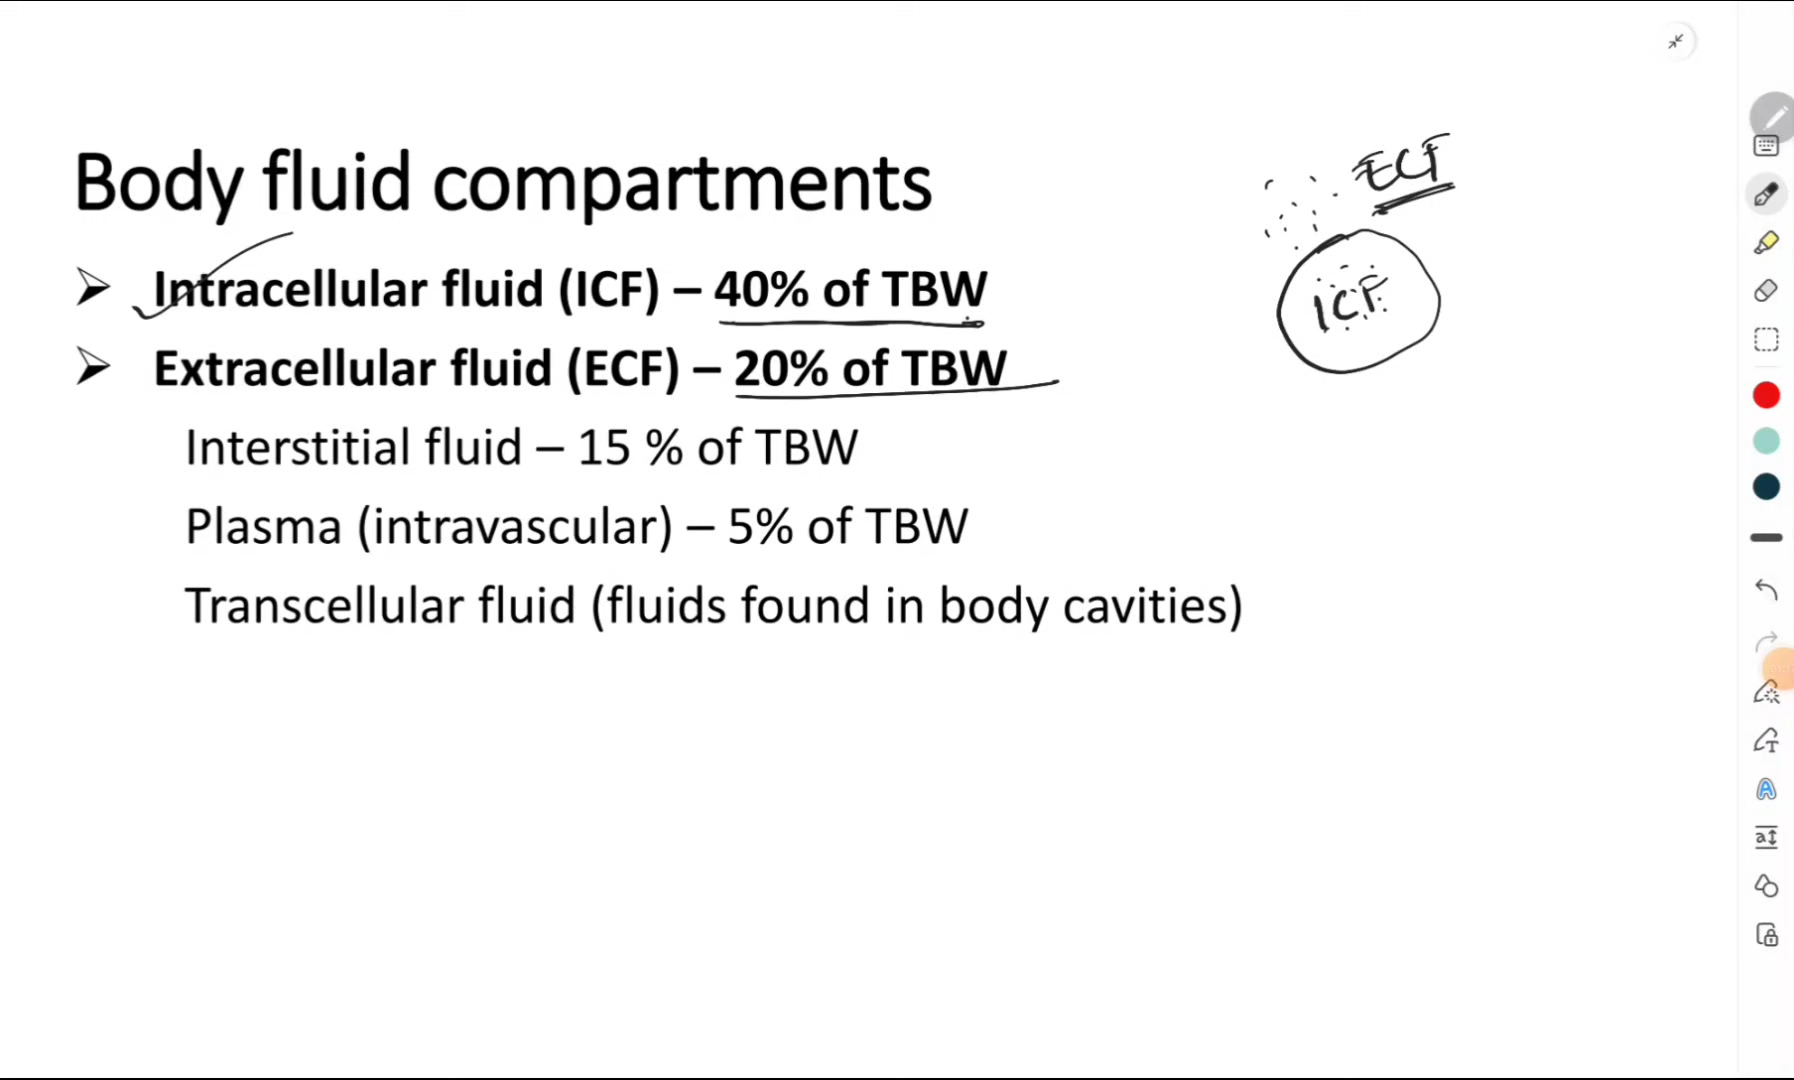 Body fluid compartments
ECF
➤ Intracellular fluid (ICF) – 40% of TBW
ICF
➤ Extracellular fluid (ECF) – 20% of TBW
Interstitial fluid – 15 % of TBW
Plasma (intravascular) – 5% of TBW
Transcellular fluid (fluids found in body cavities)